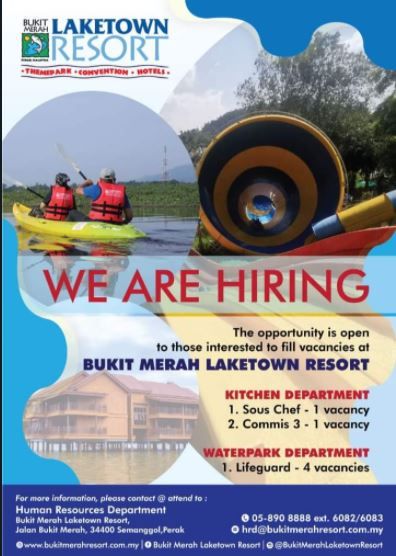 BUKIT
MERAH
LAKETOWN
RESORT
• THEMEPARK • CONVENTION • HOTELS •
WE ARE HIRING
The opportunity is open
to those interested to fill vacancies at
BUKIT MERAH LAKETOWN RESORT
KITCHEN DEPARTMENT
1. Sous Chef - 1 vacancy
2. Commis 3 - 1 vacancy
WATERPARK DEPARTMENT
1. Lifeguard - 4 vacancies
For more information, please contact @ attend to :
Human Resources Department
Bukit Merah Laketown Resort,
Jalan Bukit Merah, 34400 Semanggol,Perak
05-890 8888 ext. 6082/6083
hrd@bukitmerahresort.com.my
www.bukitmerahresort.com.my | Bukit Merah Laketown Resort | @BukitMerahLaketownResort